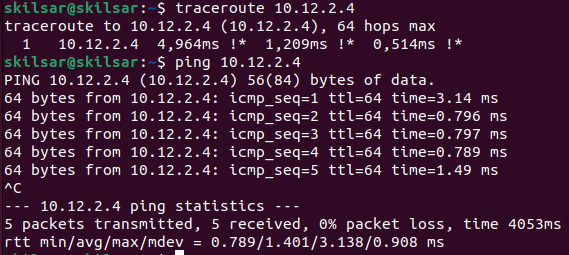 skilsar@skilsar:~$ traceroute 10.12.2.4
traceroute to 10.12.2.4 (10.12.2.4), 64 hops max
  1   10.12.2.4  4,964ms !*  1,209ms !*  0,514ms !*
skilsar@skilsar:~$ ping 10.12.2.4
PING 10.12.2.4 (10.12.2.4) 56(84) bytes of data.
64 bytes from 10.12.2.4: icmp_seq=1 ttl=64 time=3.14 ms
64 bytes from 10.12.2.4: icmp_seq=2 ttl=64 time=0.796 ms
64 bytes from 10.12.2.4: icmp_seq=3 ttl=64 time=0.797 ms
64 bytes from 10.12.2.4: icmp_seq=4 ttl=64 time=0.789 ms
64 bytes from 10.12.2.4: icmp_seq=5 ttl=64 time=1.49 ms
^C
--- 10.12.2.4 ping statistics ---
5 packets transmitted, 5 received, 0% packet loss, time 4053ms
rtt min/avg/max/mdev = 0.789/1.401/3.138/0.908 ms